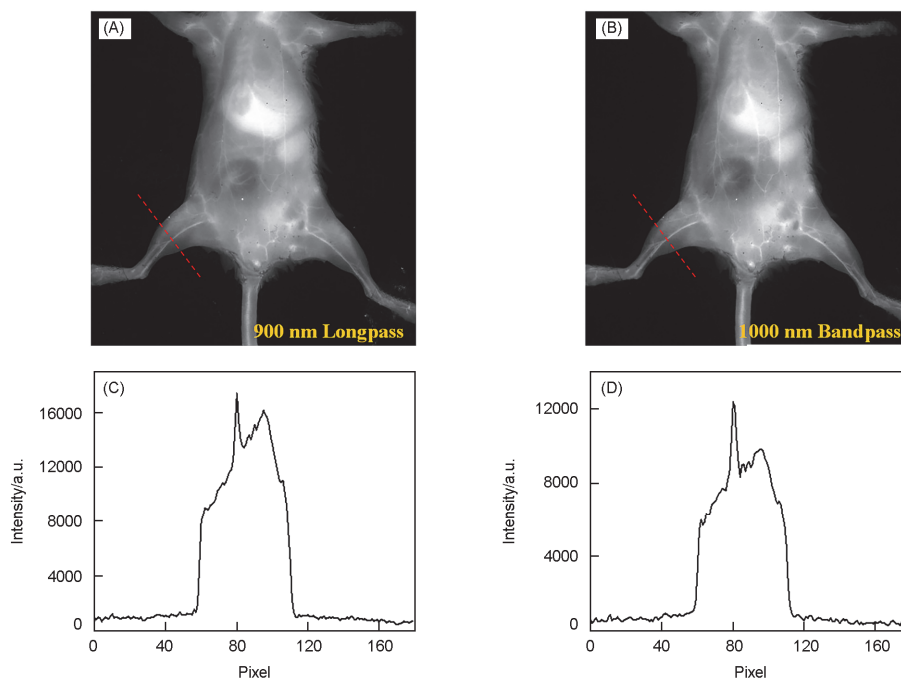 (A)
900 nm Longpass
(B)
1000 nm Bandpass
(C)
16000
12000
8000
4000
0
0 40 80 120 160
Intensity/a.u.
Pixel
(D)
12000
8000
4000
0
0 40 80 120 160
Intensity/a.u.
Pixel